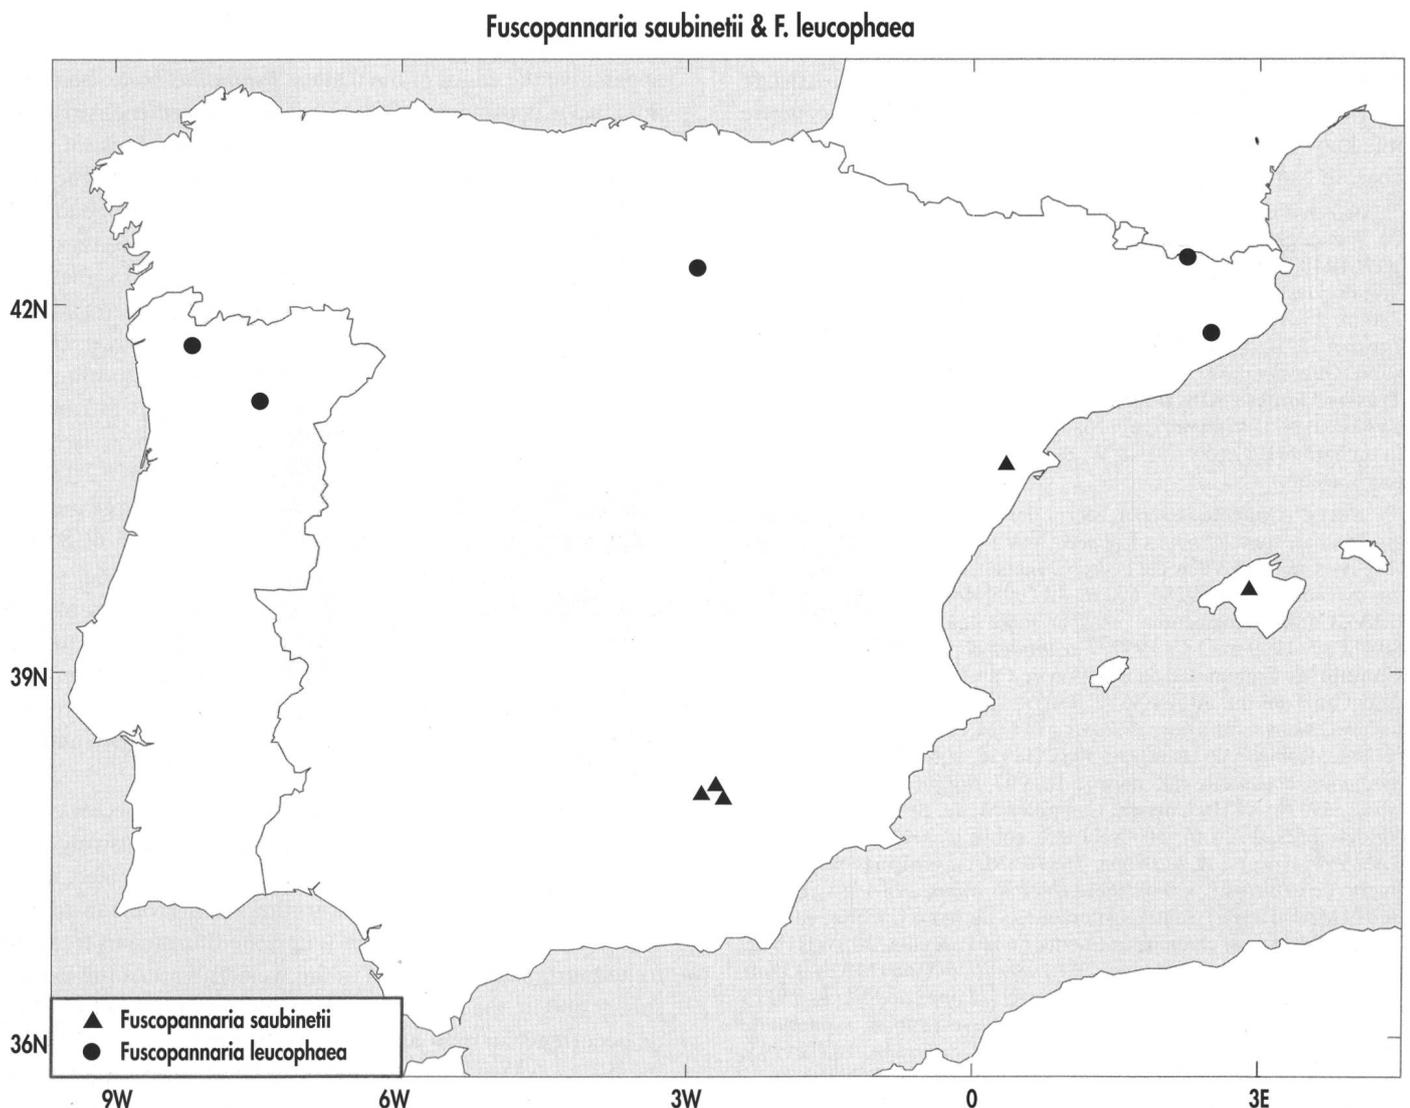 Fuscopannaria saubinetii & F. leucophaea
42N
39N
36N
Fuscopannaria saubinetii
Fuscopannaria leucophaea
9W 6W 3W 0 3E